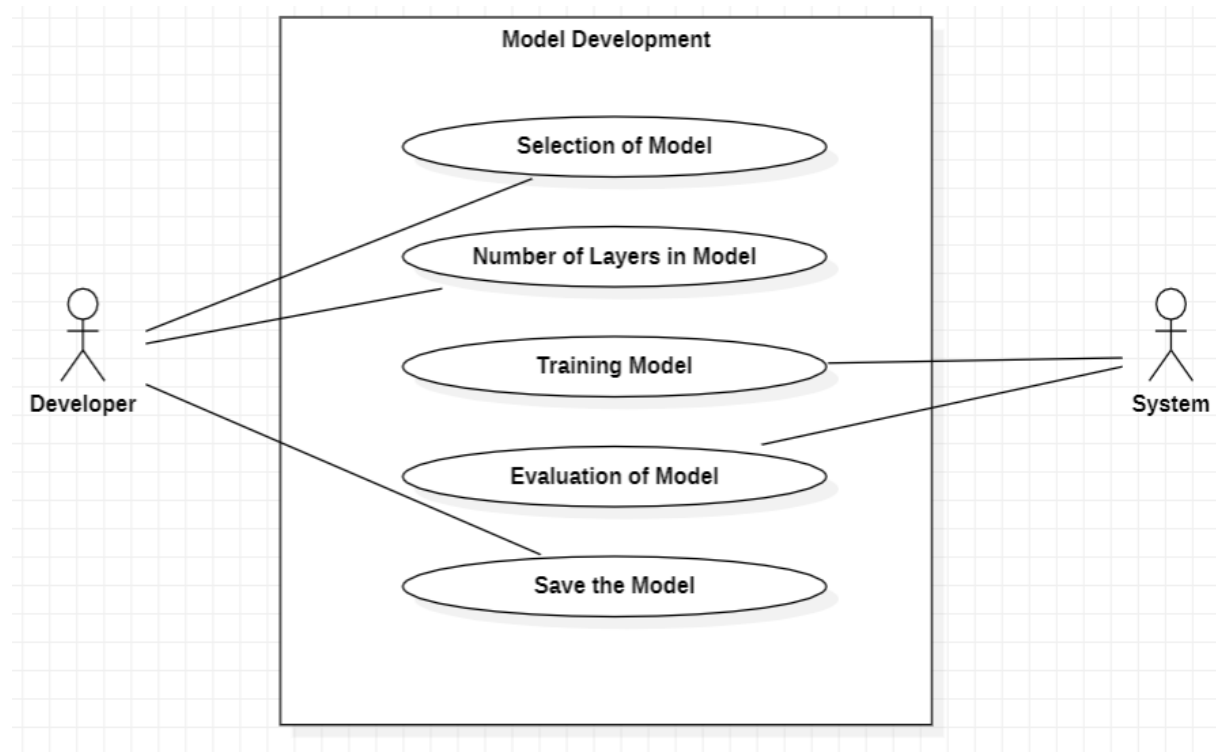 Model Development
Selection of Model
Number of Layers in Model
Training Model
Developer
System
Evaluation of Model
Save the Model